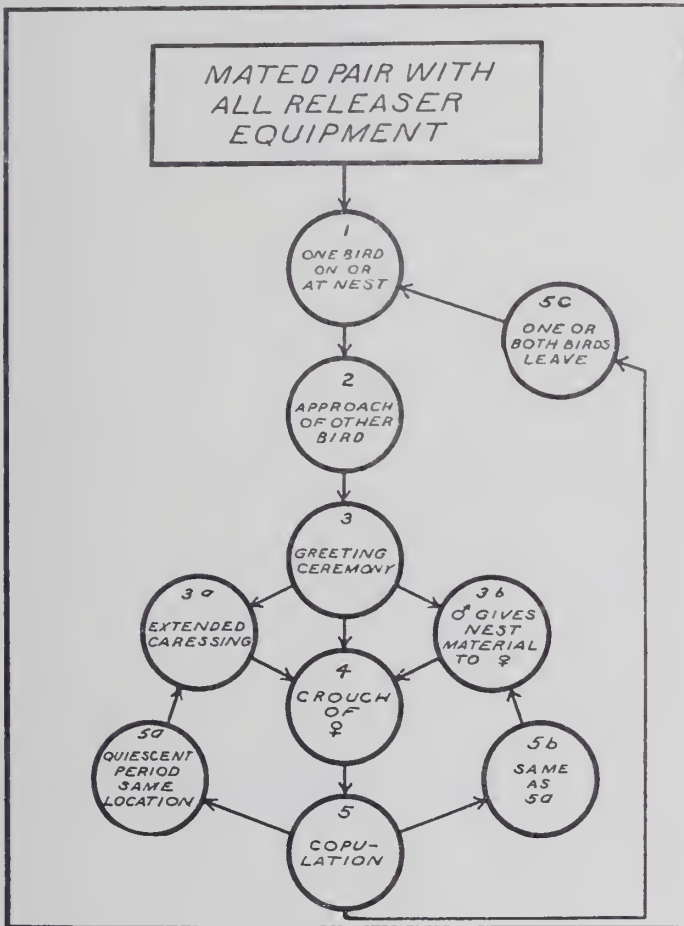 MATED PAIR WITH
ALL RELEASER
EQUIPMENT
1
ONE BIRD
ON OR
AT NEST
5C
ONE OR
BOTH BIRDS
LEAVE
2
APPROACH
OF OTHER
BIRD
3
GREETING
CEREMONY
3a
EXTENDED
CARESSING
3b
♂ GIVES
NEST
MATERIAL
TO ♀
4
CROUCH
OF
♀
5a
QUIESCENT
PERIOD
SAME
LOCATION
5b
SAME
AS
5a
5
COPU-
LATION